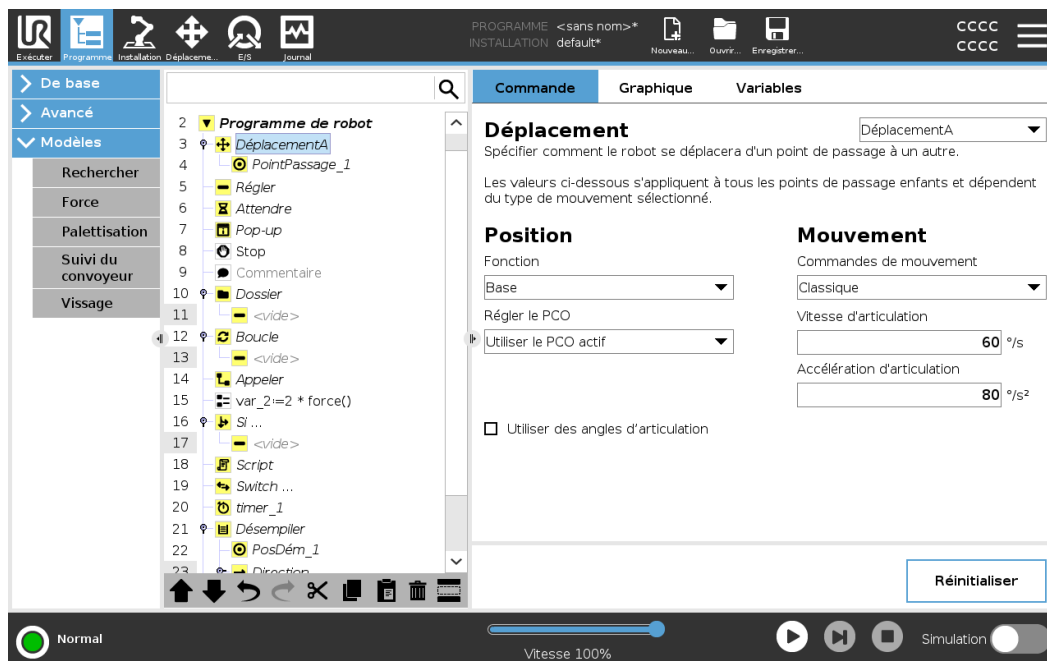 PROGRAMME <sans nom>*
INSTALLATION default*
cccc
cccc
UR
Exécuter
Programme
Installation
Déplaceme...
E/S
Journal
Nouveau...
Ouvrir...
Enregistrer...
De base
Avancé
Modèles
Rechercher
Force
Palettisation
Suivi du
convoyeur
Vissage
2 Programme de robot
3 DéplacementA
4 PointPassage_1
5 Régler
6 Attendre
7 Pop-up
8 Stop
9 Commentaire
10 Dossier
11 <vide>
12 Boucle
13 <vide>
14 Appeler
15 var_2≔2 * force()
16 Si ...
17 <vide>
18 Script
19 Switch ...
20 timer_1
21 Désempiler
22 PosDém_1
23 Direction
Commande
Graphique
Variables
Déplacement
DéplacementA
Spécifier comment le robot se déplacera d'un point de passage à un autre.
Les valeurs ci-dessous s'appliquent à tous les points de passage enfants et dépendent
du type de mouvement sélectionné.
Position
Mouvement
Fonction
Commandes de mouvement
Base
Classique
Régler le PCO
Vitesse d'articulation
Utiliser le PCO actif
60 °/s
Accélération d'articulation
80 °/s²
Utiliser des angles d'articulation
Réinitialiser
Normal
Vitesse 100%
Simulation